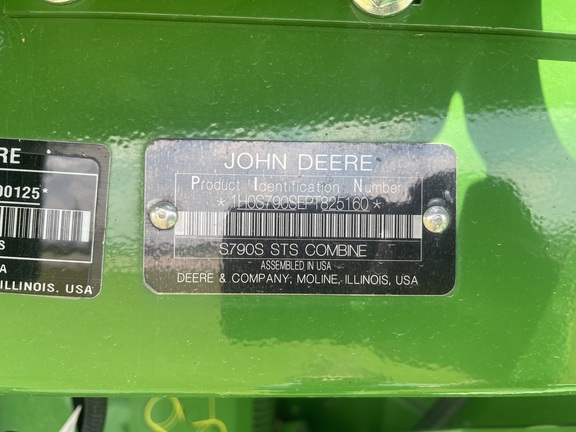 JOHN DEERE
Product Identification Number
*1H0S790SEPT825160*
S790S STS COMBINE
ASSEMBLED IN USA
DEERE & COMPANY, MOLINE, ILLINOIS, USA
00125*
ILLINOIS, USA